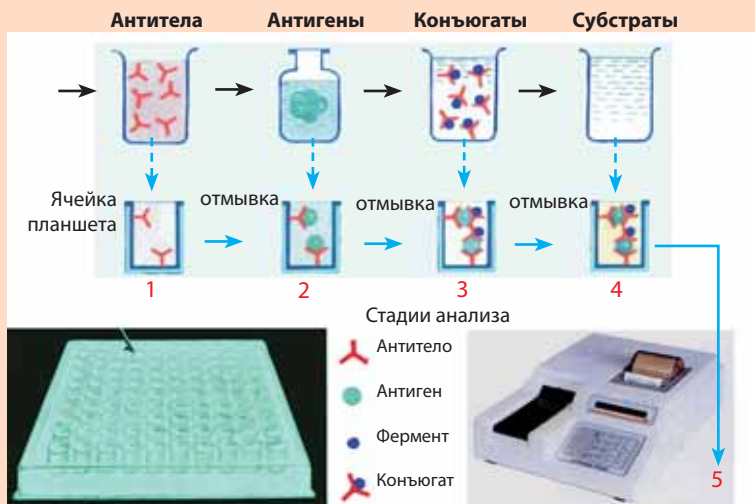 Антитела Антигены Конъюгаты Субстраты
Ячейка
планшета
отмывка отмывка отмывка
1 2 3 4
Стадии анализа
Антитело
Антиген
Фермент
Конъюгат
5